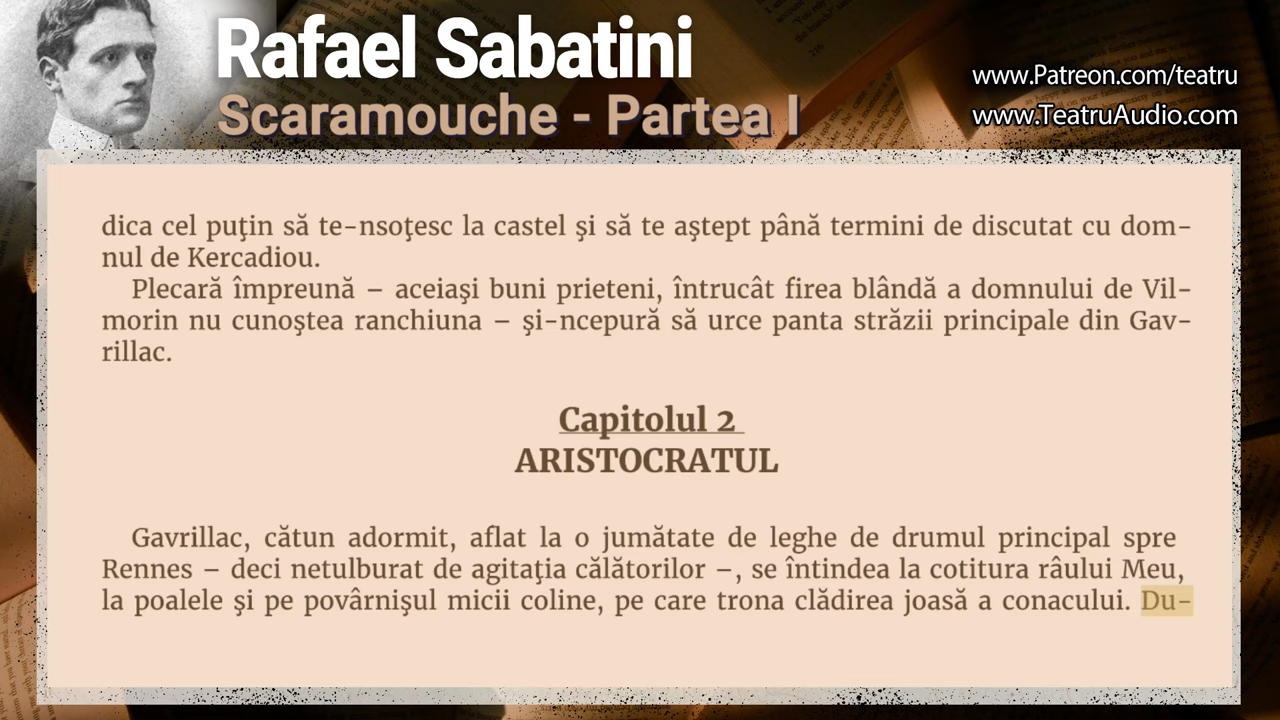 Rafael Sabatini
Scaramouche - Partea I
www.Patreon.com/teatru
www.TeatruAudio.com
dica cel puţin să te-nsoţesc la castel şi să te aştept până termini de discutat cu dom-
nul de Kercadiou.
Plecară împreună – aceiaşi buni prieteni, întrucât firea blândă a domnului de Vil-
morin nu cunoştea ranchiuna – şi-ncepură să urce panta străzii principale din Gav-
rillac.
Capitolul 2
ARISTOCRATUL
Gavrillac, cătun adormit, aflat la o jumătate de leghe de drumul principal spre
Rennes – deci netulburat de agitaţia călătorilor –, se întindea la cotitura râului Meu,
la poalele şi pe povârnişul micii coline, pe care trona clădirea joasă a conacului. Du-